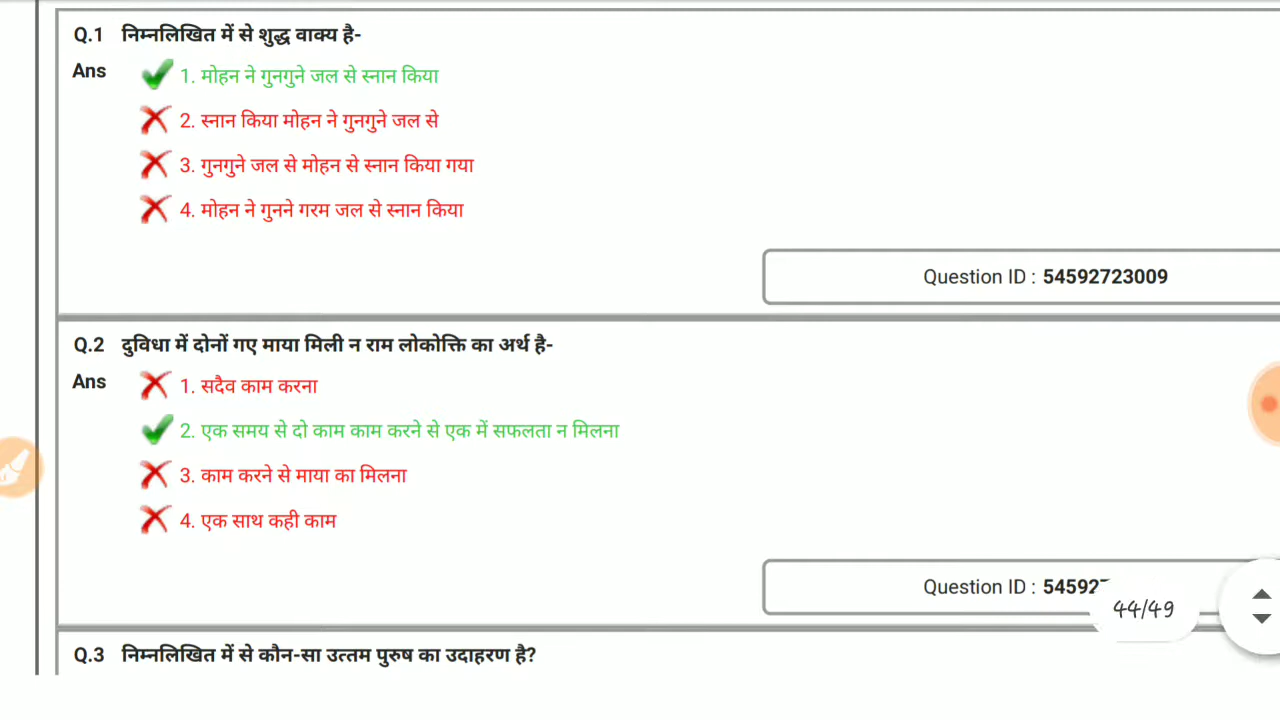 Q.1 निम्नलिखित में से शुद्ध वाक्य है-
Ans 1. मोहन ने गुनगुने जल से स्नान किया
2. स्नान किया मोहन ने गुनगुने जल से
3. गुनगुने जल से मोहन से स्नान किया गया
4. मोहन ने गुनने गरम जल से स्नान किया
Question ID : 54592723009
Q.2 दुविधा में दोनों गए माया मिली न राम लोकोक्ति का अर्थ है-
Ans 1. सदैव काम करना
2. एक समय से दो काम काम करने से एक में सफलता न मिलना
3. काम करने से माया का मिलना
4. एक साथ कही काम
Question ID :
44/49
Q.3 निम्नलिखित में से कौन-सा उत्तम पुरुष का उदाहरण है?